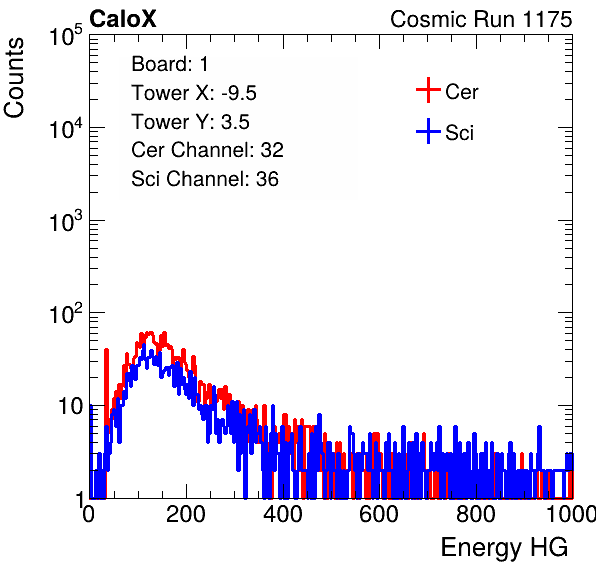 CaloX Cosmic Run 1175
Counts
10^5
10^4
10^3
10^2
10
1
Board: 1
Tower X: -9.5
Tower Y: 3.5
Cer Channel: 32
Sci Channel: 36
Cer
Sci
0 200 400 600 800 1000
Energy HG